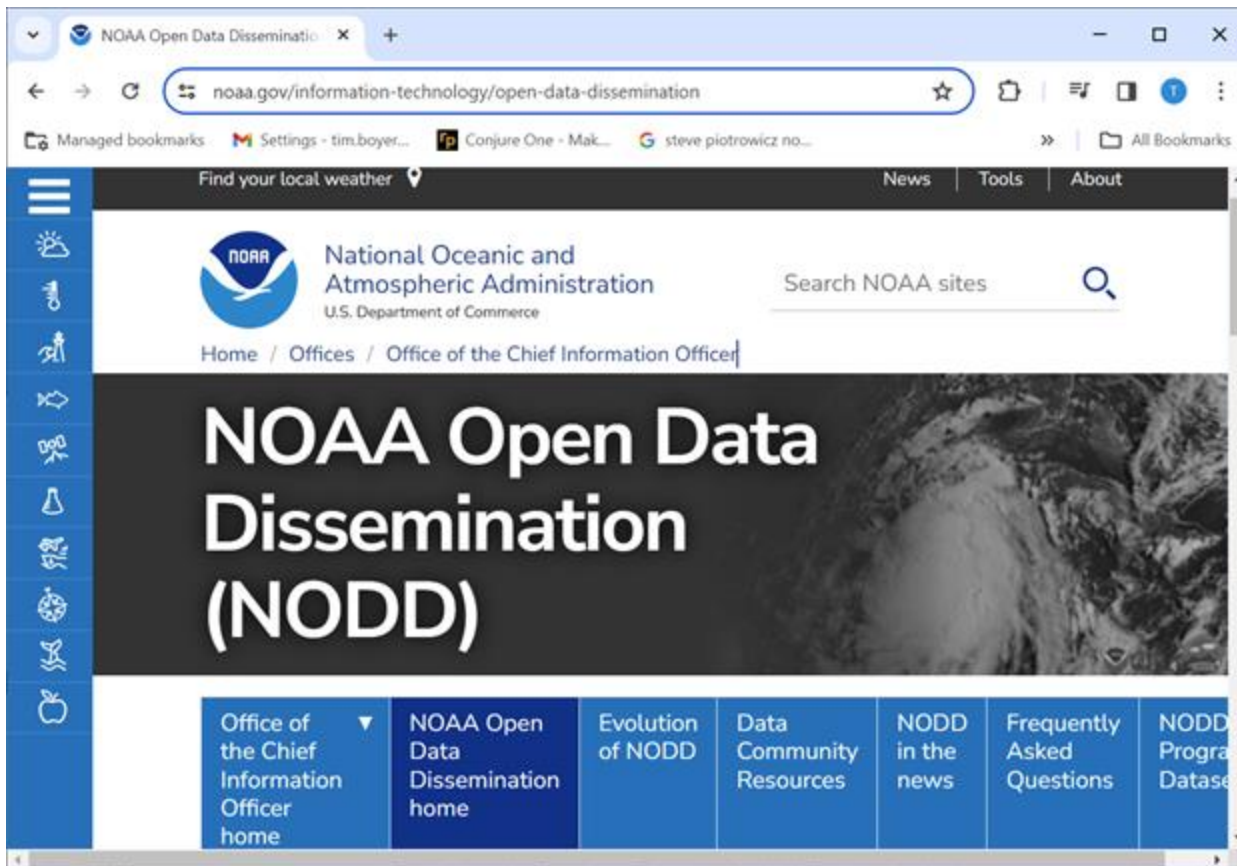 NOAA Open Data Disseminatio
noaa.gov/information-technology/open-data-dissemination
Managed bookmarks Settings - tim.boyer... Conjure One - Mak... steve piotrowicz no... » All Bookmarks
Find your local weather News Tools About
NOAA
National Oceanic and
Atmospheric Administration
U.S. Department of Commerce
Search NOAA sites
Home / Offices / Office of the Chief Information Officer
NOAA Open Data
Dissemination
(NODD)
Office of
the Chief
Information
Officer
home
NOAA Open
Data
Dissemination
home
Evolution
of NODD
Data
Community
Resources
NODD
in the
news
Frequently
Asked
Questions
NODD
Progra
Datase